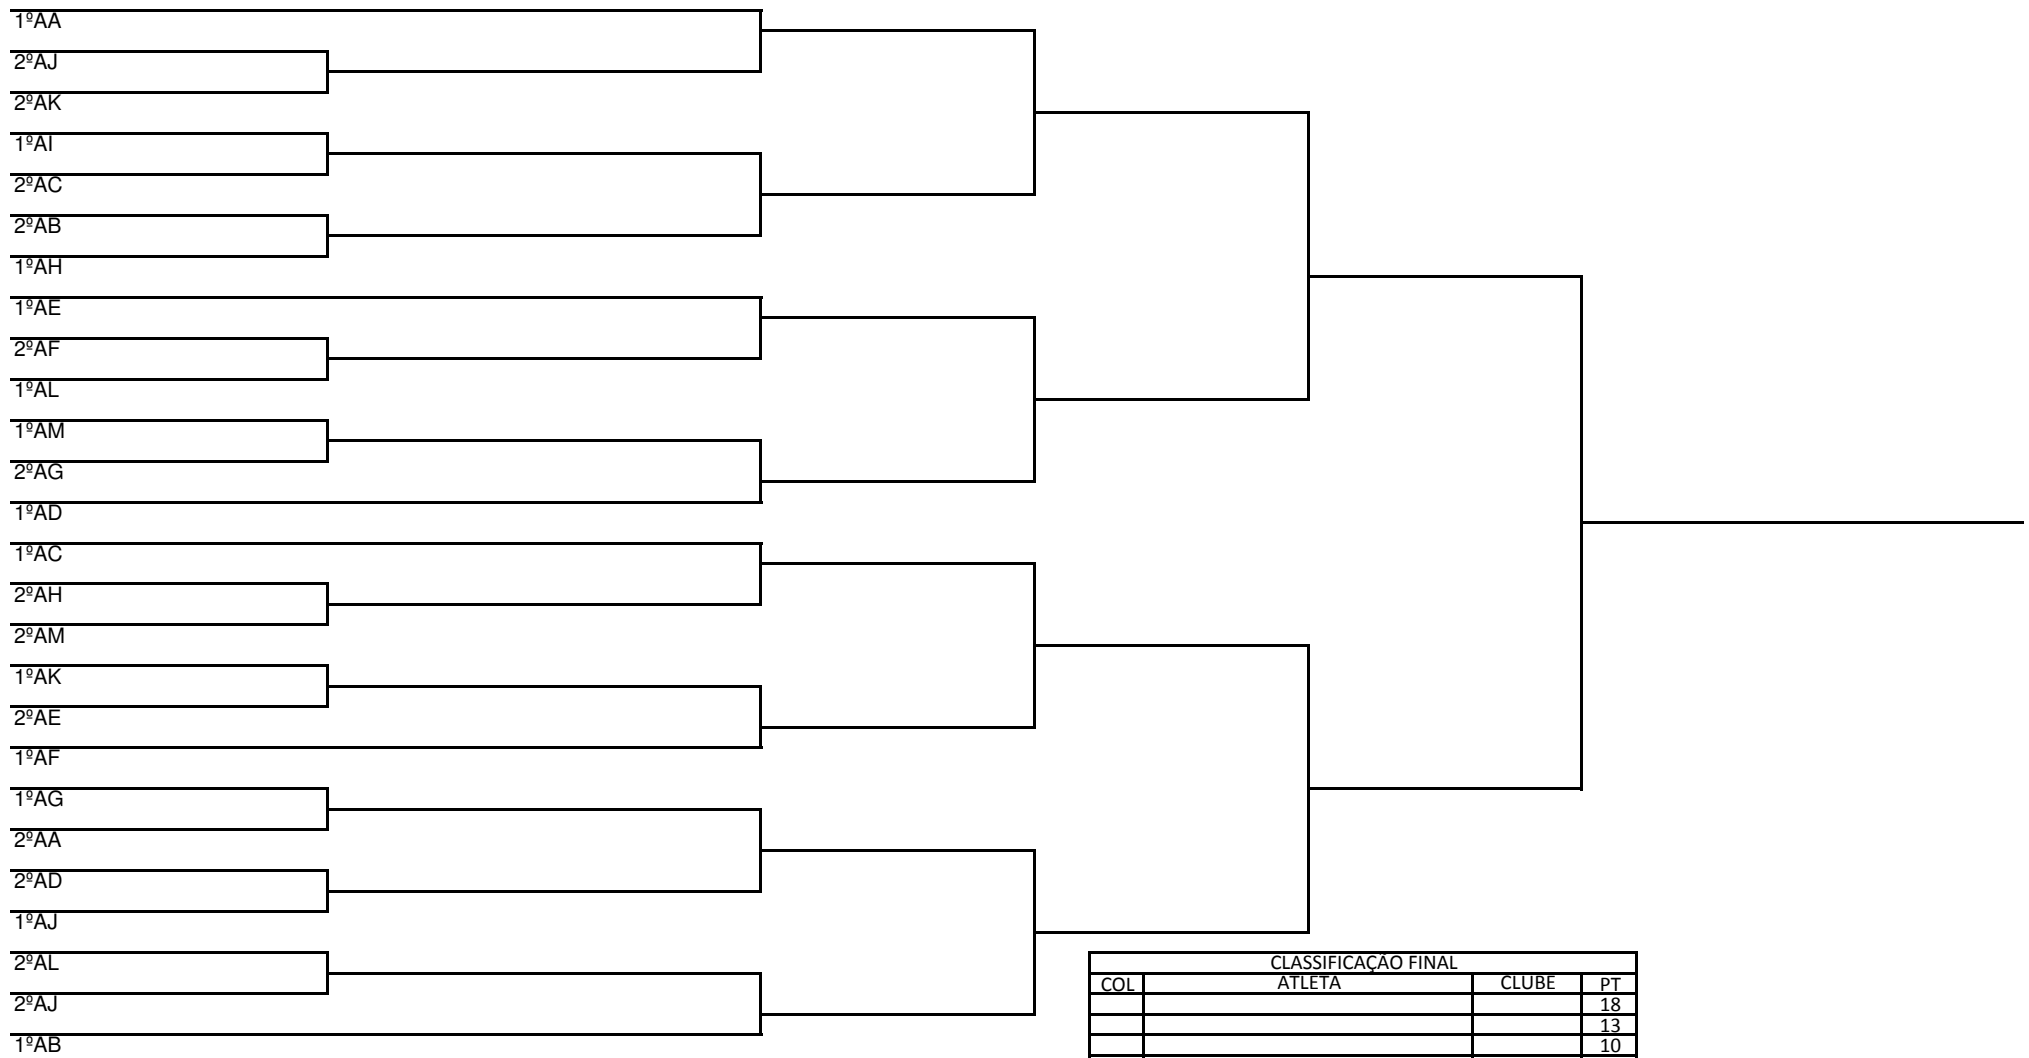 1ºAA
2ºAJ
2ºAK
1ºAI
2ºAC
2ºAB
1ºAH
1ºAE
2ºAF
1ºAL
1ºAM
2ºAG
1ºAD
1ºAC
2ºAH
2ºAM
1ºAK
2ºAE
1ºAF
1ºAG
2ºAA
2ºAD
1ºAJ
2ºAL
2ºAJ
1ºAB
CLASSIFICAÇÃO FINAL
COL ATLETA CLUBE PT
18
13
10